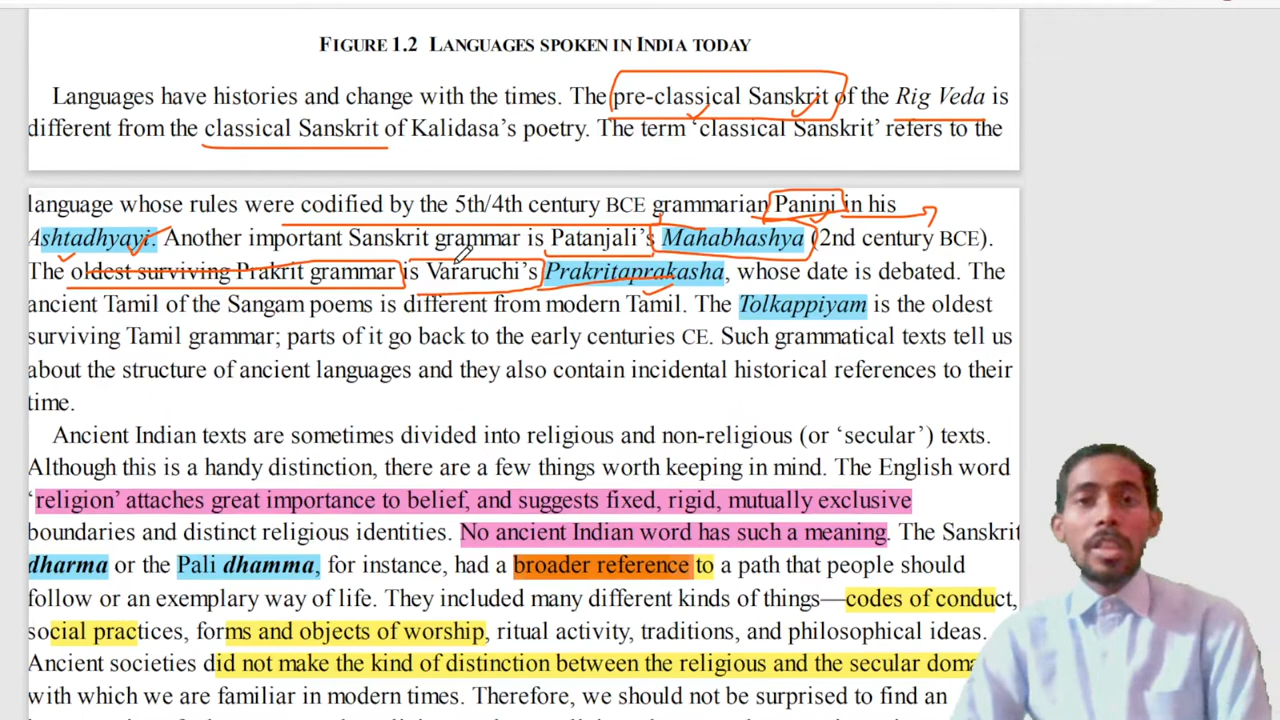 FIGURE 1.2 LANGUAGES SPOKEN IN INDIA TODAY
Languages have histories and change with the times. The pre-classical Sanskrit of the Rig Veda is
different from the classical Sanskrit of Kalidasa's poetry. The term 'classical Sanskrit' refers to the
language whose rules were codified by the 5th/4th century BCE grammarian Panini in his
Ashtadhyayi. Another important Sanskrit grammar is Patanjali's Mahabhashya (2nd century BCE).
The oldest surviving Prakrit grammar is Vararuchi's Prakritaprakasha, whose date is debated. The
ancient Tamil of the Sangam poems is different from modern Tamil. The Tolkappiyam is the oldest
surviving Tamil grammar; parts of it go back to the early centuries CE. Such grammatical texts tell us
about the structure of ancient languages and they also contain incidental historical references to their
time.
Ancient Indian texts are sometimes divided into religious and non-religious (or 'secular') texts.
Although this is a handy distinction, there are a few things worth keeping in mind. The English word
'religion' attaches great importance to belief, and suggests fixed, rigid, mutually exclusive
boundaries and distinct religious identities. No ancient Indian word has such a meaning. The Sanskrit
dharma or the Pali dhamma, for instance, had a broader reference to a path that people should
follow or an exemplary way of life. They included many different kinds of things—codes of conduct,
social practices, forms and objects of worship, ritual activity, traditions, and philosophical ideas.
Ancient societies did not make the kind of distinction between the religious and the secular
with which we are familiar in modern times. Therefore, we should not be surprised to find an